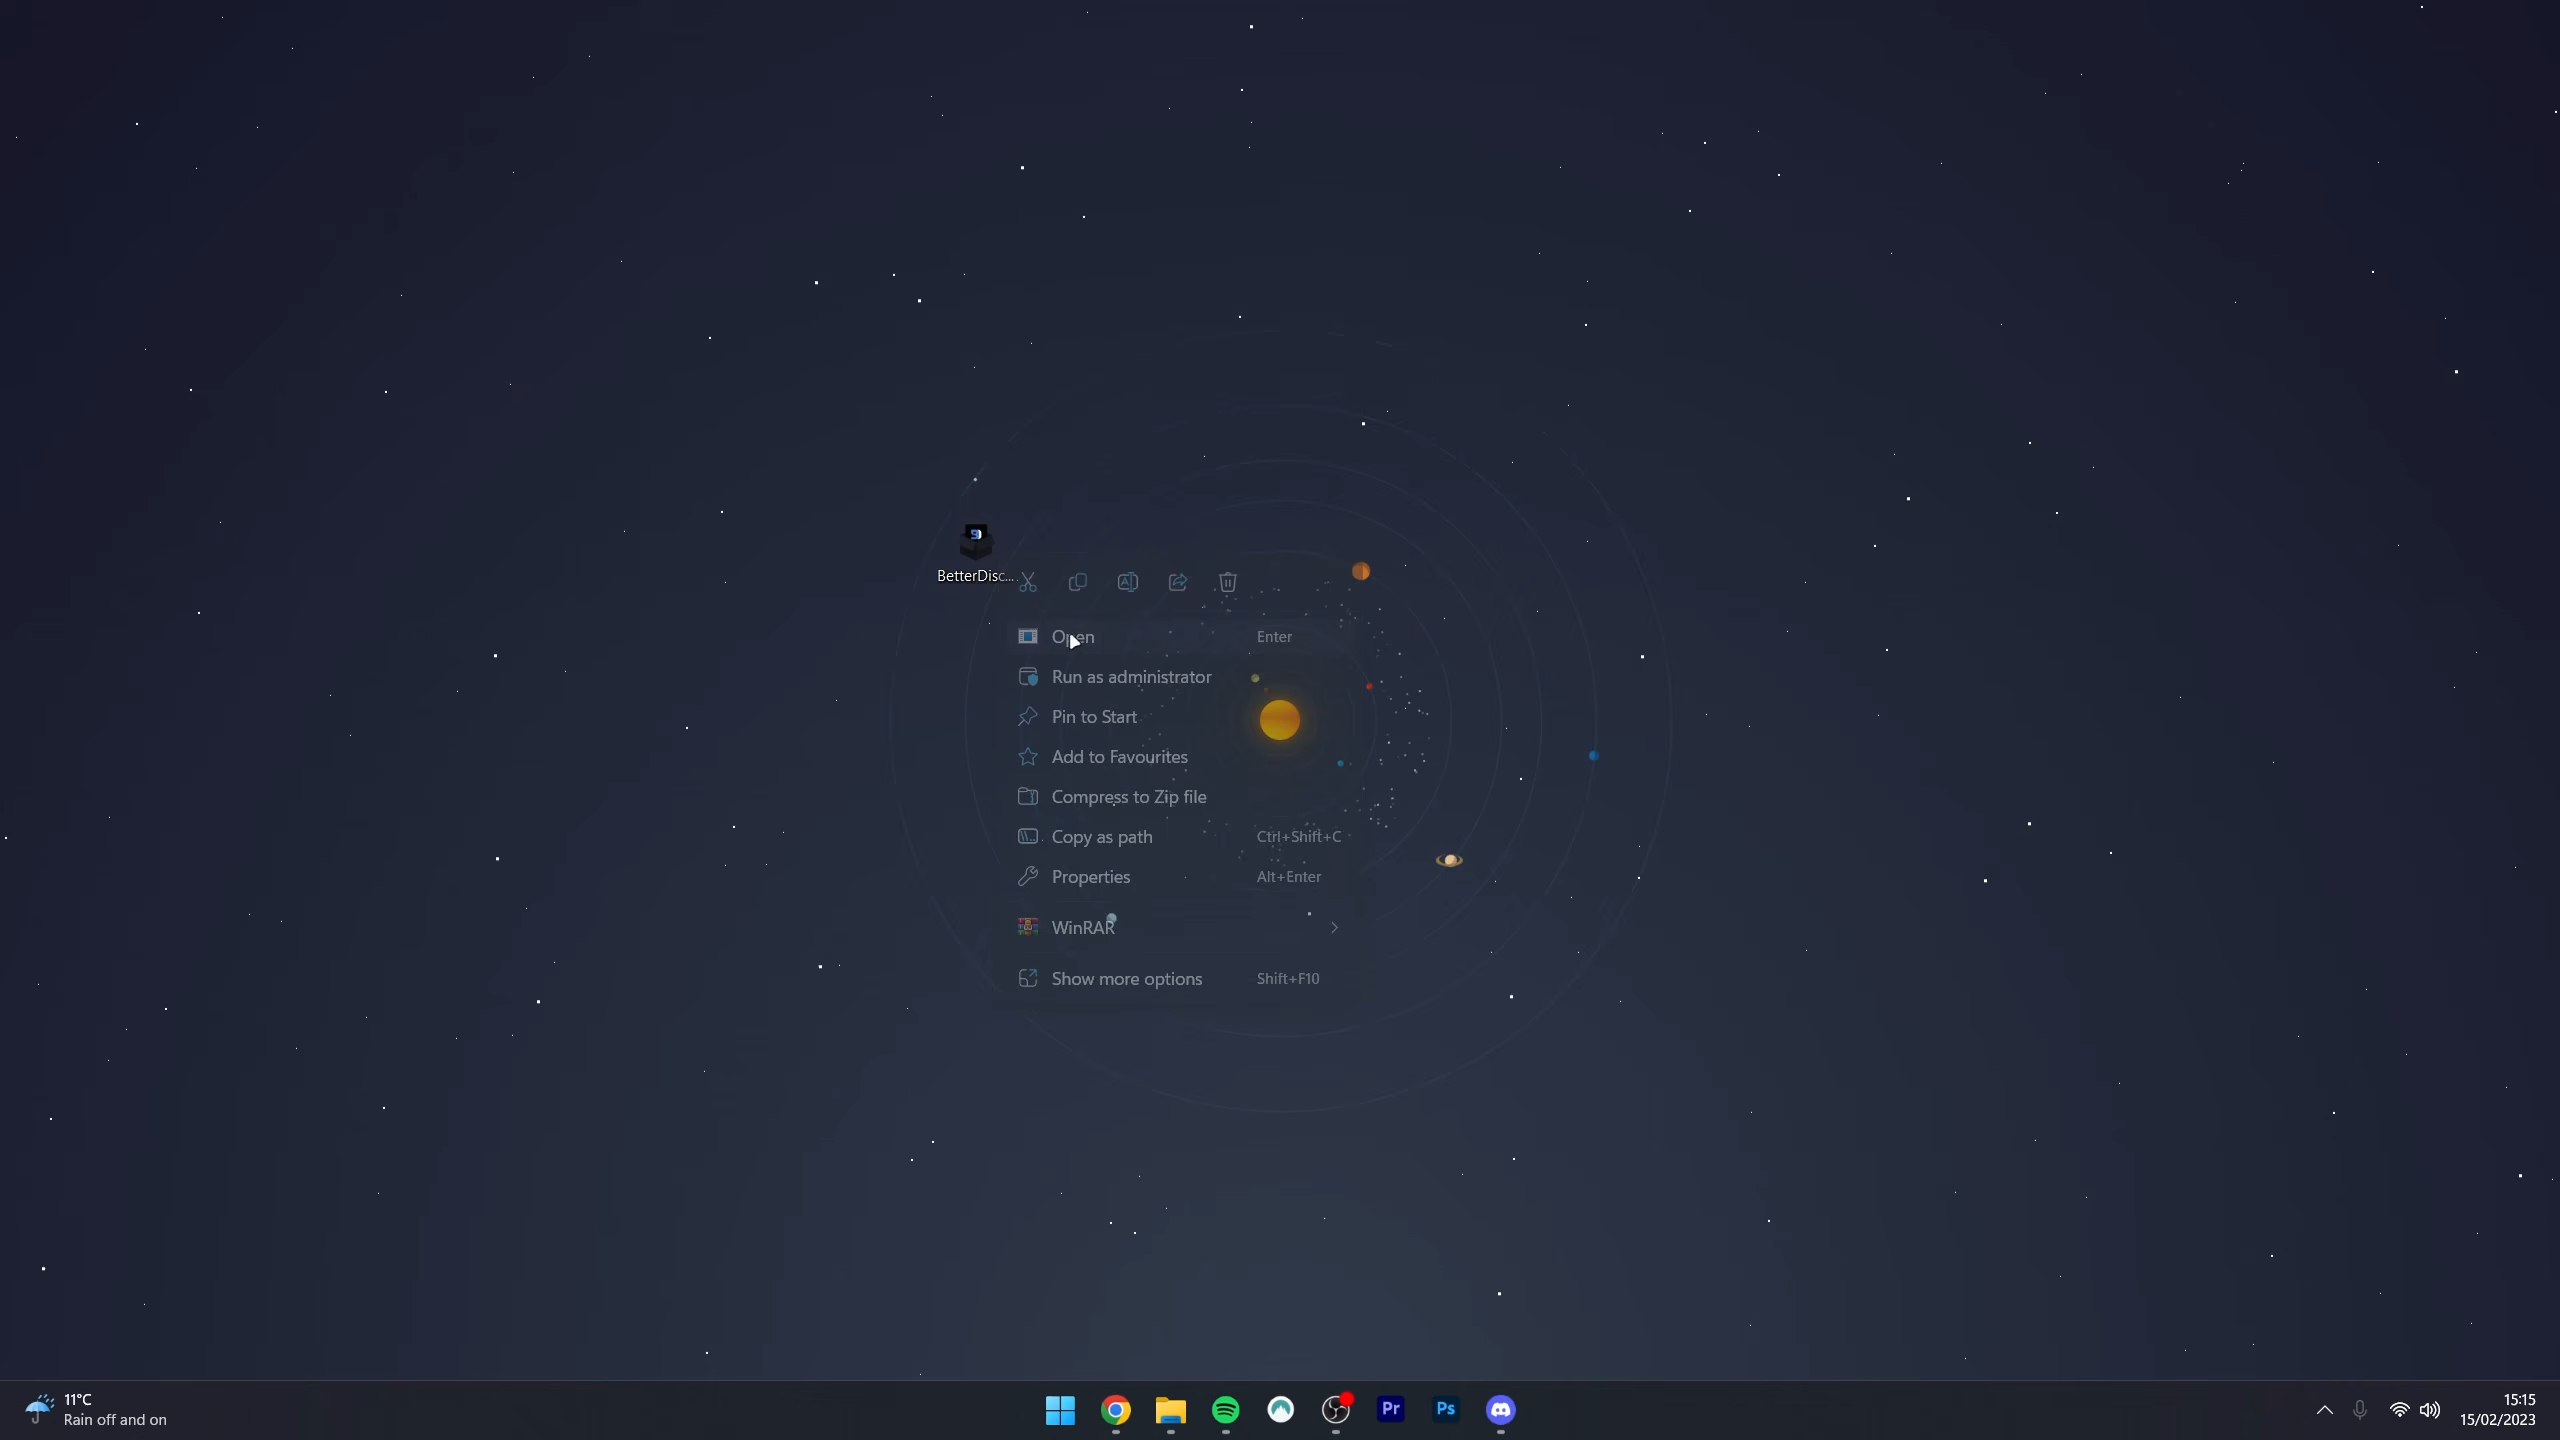 BetterDisc...
Open Enter
Run as administrator
Pin to Start
Add to Favourites
Compress to Zip file
Copy as path Ctrl+Shift+C
Properties Alt+Enter
WinRAR
Show more options Shift+F10
11°C
Rain off and on
Pr
Ps
15:15
15/02/2023